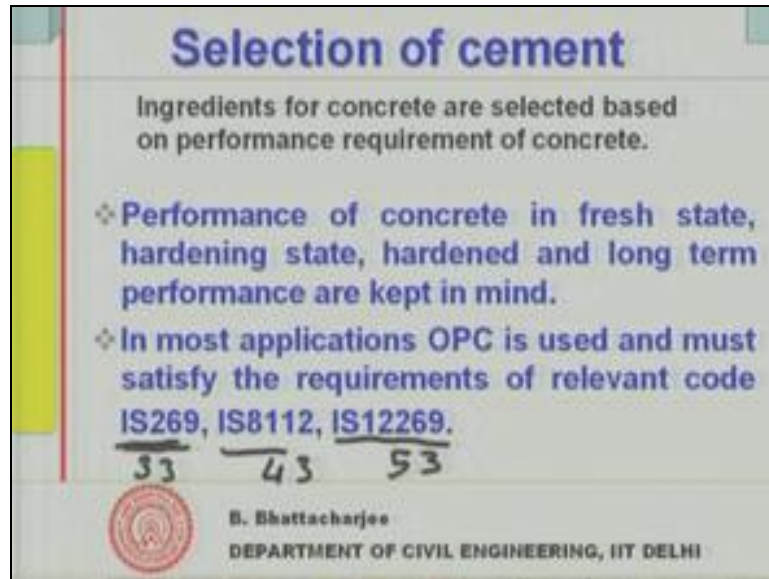 Selection of cement
Ingredients for concrete are selected based
on performance requirement of concrete.
❖Performance of concrete in fresh state,
hardening state, hardened and long term
performance are kept in mind.
❖In most applications OPC is used and must
satisfy the requirements of relevant code
IS269, IS8112, IS12269.
33 43 53
B. Bhattacharjee
DEPARTMENT OF CIVIL ENGINEERING, IIT DELHI